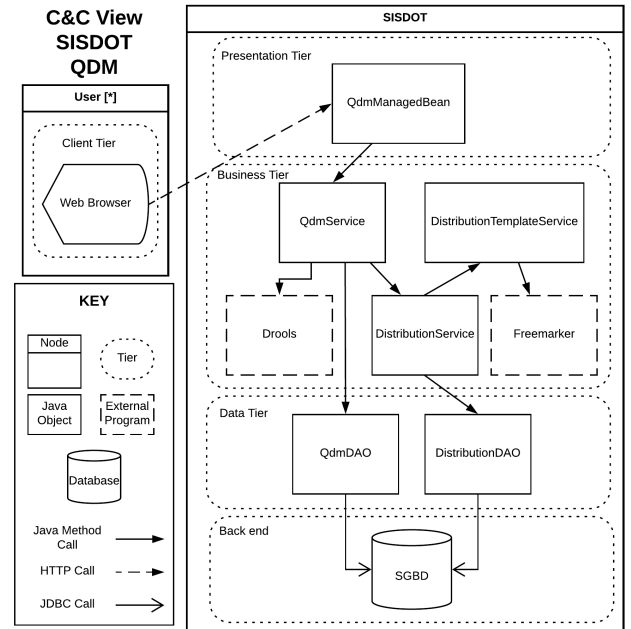 C&C View
SISDOT
QDM
User [*]
Client Tier
Web Browser
KEY
Node
Tier
Java
Object
External
Program
Database
Java Method
Call
HTTP Call
JDBC Call
SISDOT
Presentation Tier
QdmManagedBean
Business Tier
QdmService
DistributionTemplateService
Drools
DistributionService
Freemarker
Data Tier
QdmDAO
DistributionDAO
Back end
SGBD